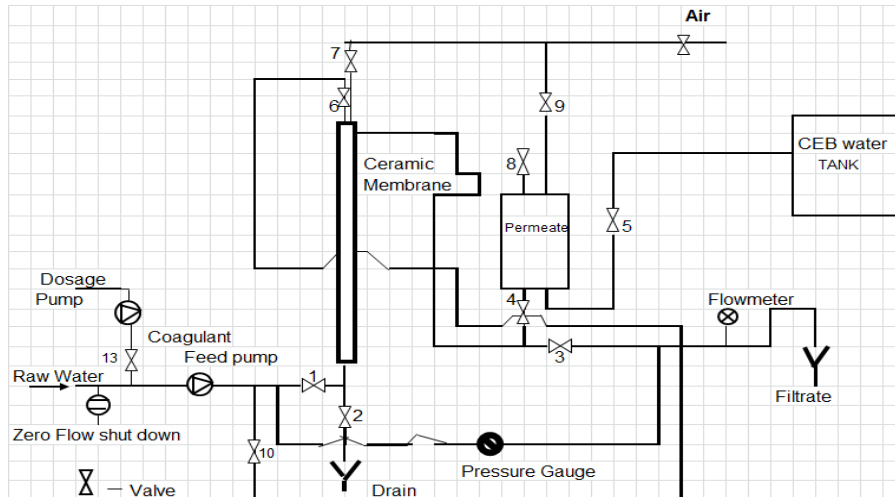 Air
7
6
9
Ceramic
Membrane
8
CEB water
TANK
Permeate
5
Dosage
Pump
4
Flowmeter
Coagulant
13
Feed pump
3
Raw Water
1
Filtrate
2
Zero Flow shut down
10
Pressure Gauge
— Valve
Drain